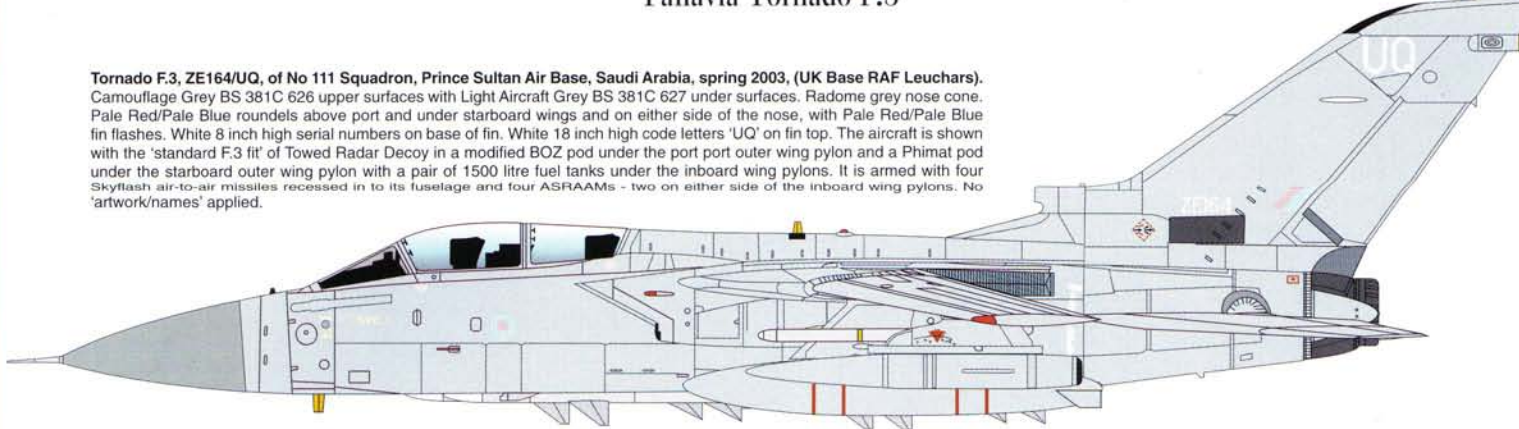 Panavia Tornado F.3
Tornado F.3, ZE164/UQ, of No 111 Squadron, Prince Sultan Air Base, Saudi Arabia, spring 2003, (UK Base RAF Leuchars).
Camouflage Grey BS 381C 626 upper surfaces with Light Aircraft Grey BS 381C 627 under surfaces. Radome grey nose cone.
Pale Red/Pale Blue roundels above port and under starboard wings and on either side of the nose, with Pale Red/Pale Blue
fin flashes. White 8 inch high serial numbers on base of fin. White 18 inch high code letters 'UQ' on fin top. The aircraft is shown
with the 'standard F.3 fit' of Towed Radar Decoy in a modified BOZ pod under the port port outer wing pylon and a Phimat pod
under the starboard outer wing pylon with a pair of 1500 litre fuel tanks under the inboard wing pylons. It is armed with four
Skyflash air-to-air missiles recessed in to its fuselage and four ASRAAMs - two on either side of the inboard wing pylons. No
'artwork/names' applied.
UQ
ZE164